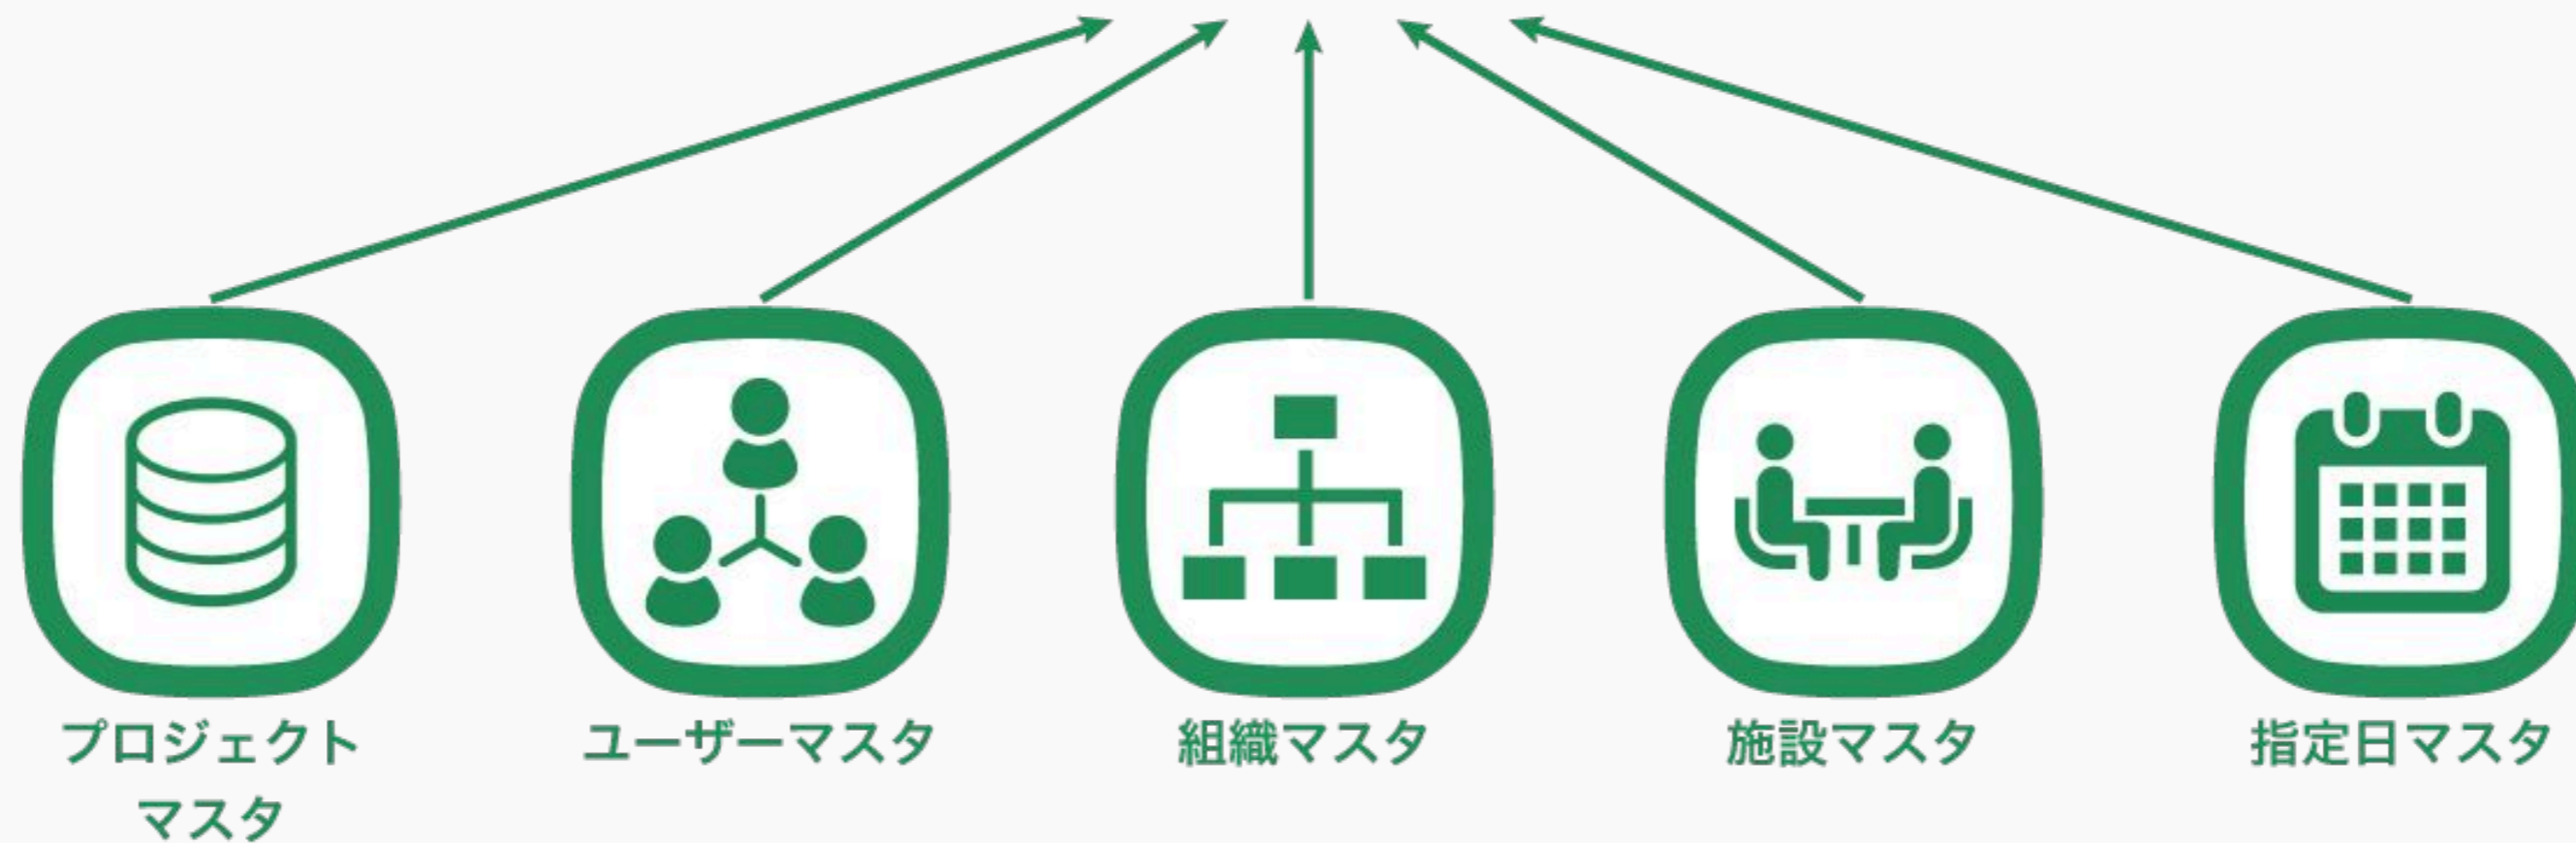 プロジェクト
マスタ
ユーザーマスタ
組織マスタ
施設マスタ
指定日マスタ